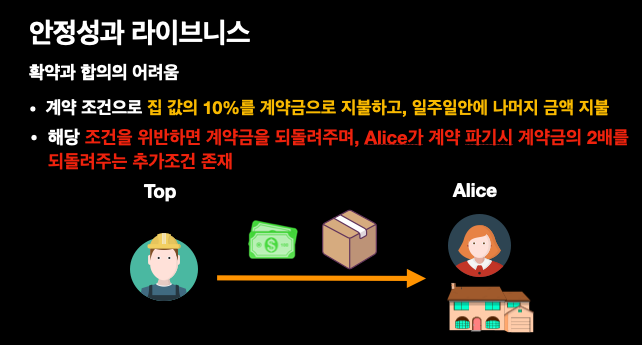 안정성과 라이브니스
확약과 합의의 어려움
• 계약 조건으로 집 값의 10%를 계약금으로 지불하고, 일주일안에 나머지 금액 지불
• 해당 조건을 위반하면 계약금을 되돌려주며, Alice가 계약 파기시 계약금의 2배를
되돌려주는 추가조건 존재
Top
Alice